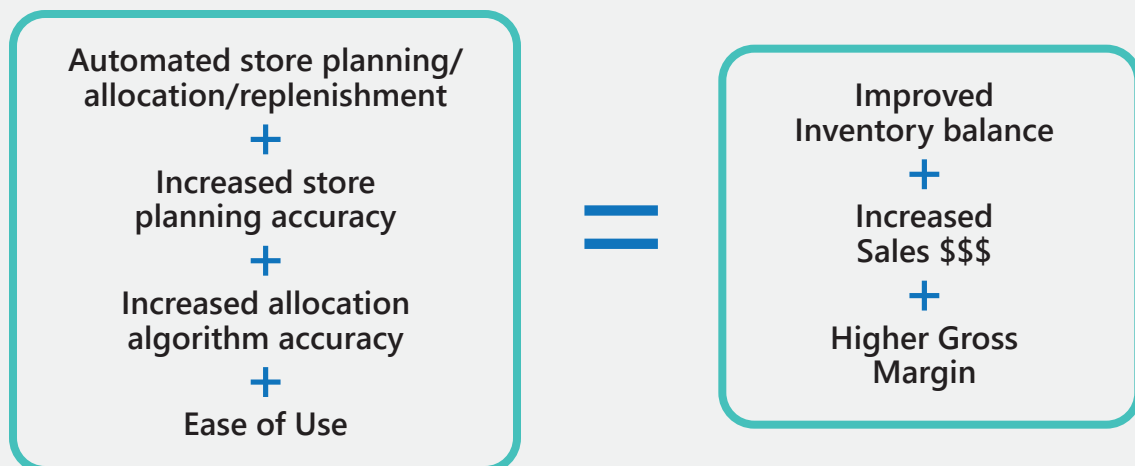 Automated store planning/
allocation/replenishment
+
Increased store
planning accuracy
+
Increased allocation
algorithm accuracy
+
Ease of Use
=
Improved
Inventory balance
+
Increased
Sales $$$
+
Higher Gross
Margin